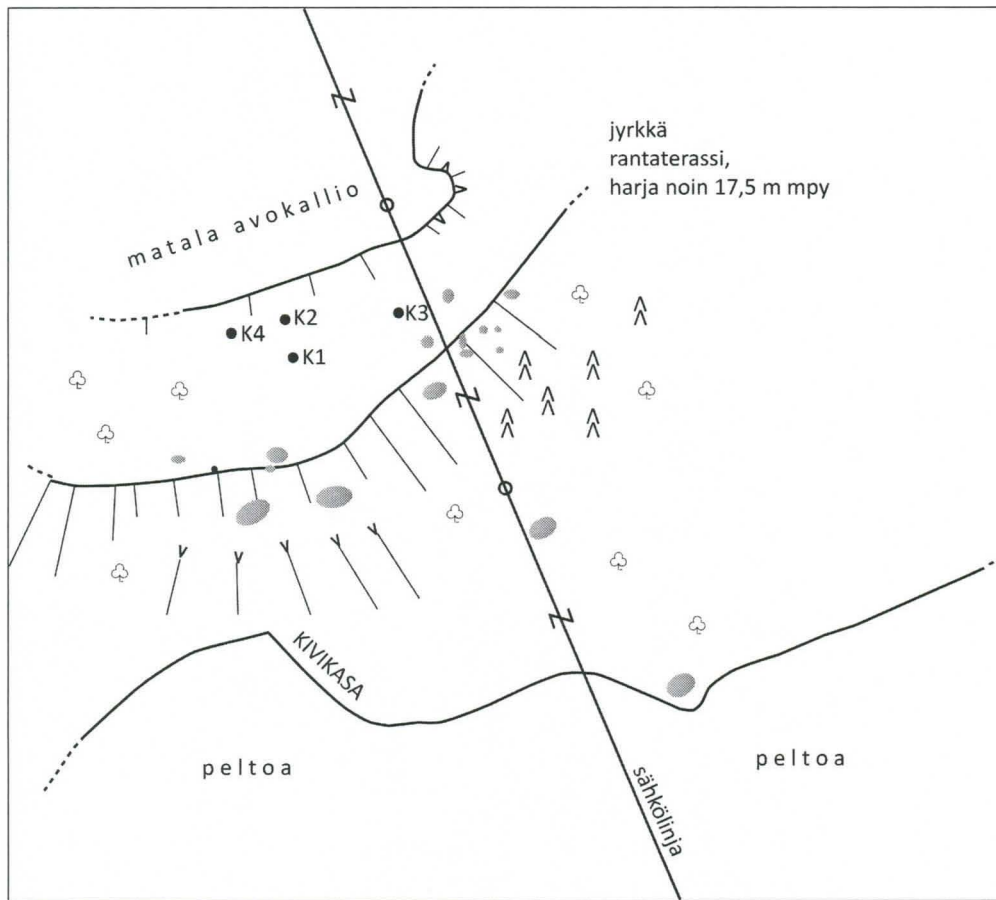 jyrkkä
rantaterassi,
harja noin 17,5 m mpy
matala avokallio
K2
K3
K4
K1
KIVIKASA
peltoa
peltoa
sähkölinja